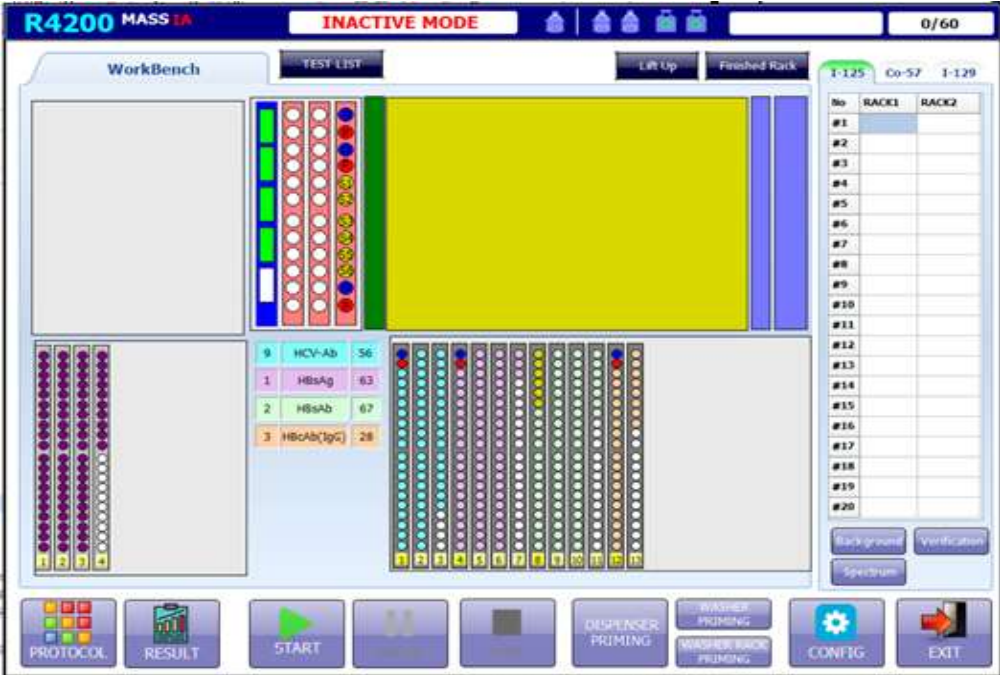 R4200 MASS IA
INACTIVE MODE
0/60
WorkBench
TEST LIST
Lift Up
Finished Rack
I-125 Co-57 I-129
No RACK1 RACK2
#1
#2
#3
#4
#5
#6
#7
#8
#9
#10
#11
#12
#13
#14
#15
#16
#17
#18
#19
#20
9 HCV-Ab 56
1 HBsAg 63
2 HBsAb 67
3 HBcAb(IgG) 28
1 2 3 4
1 2 3 4 5 6 7 8 9 10 11 12 13
Background
Verification
Spectrum
PROTOCOL
RESULT
START
DISPENSER
PRIMING
WASHER
PRIMING
WASHER RACK
PRIMING
CONFIG
EXIT